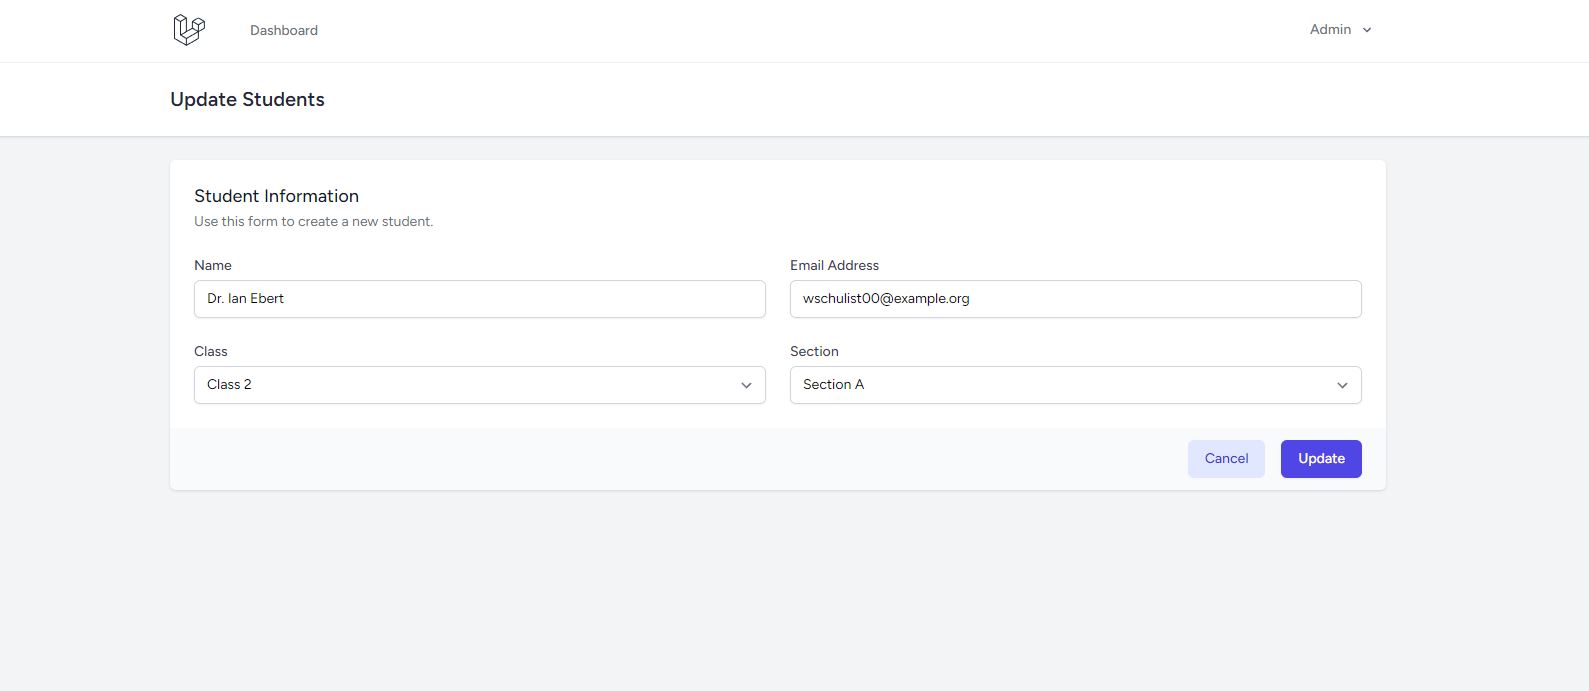 Dashboard
Admin
Update Students
Student Information
Use this form to create a new student.
Name
Email Address
Dr. Ian Ebert
wschulist00@example.org
Class
Section
Class 2
Section A
Cancel
Update